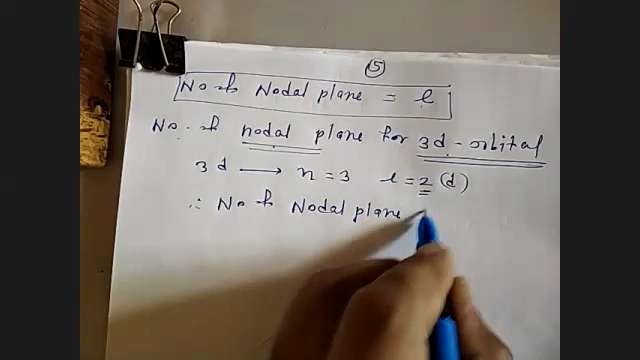 5
No of Nodal plane = l
No. of nodal plane for 3d-orbital
3d → n = 3 l = 2 (d)
∴ No of Nodal plane